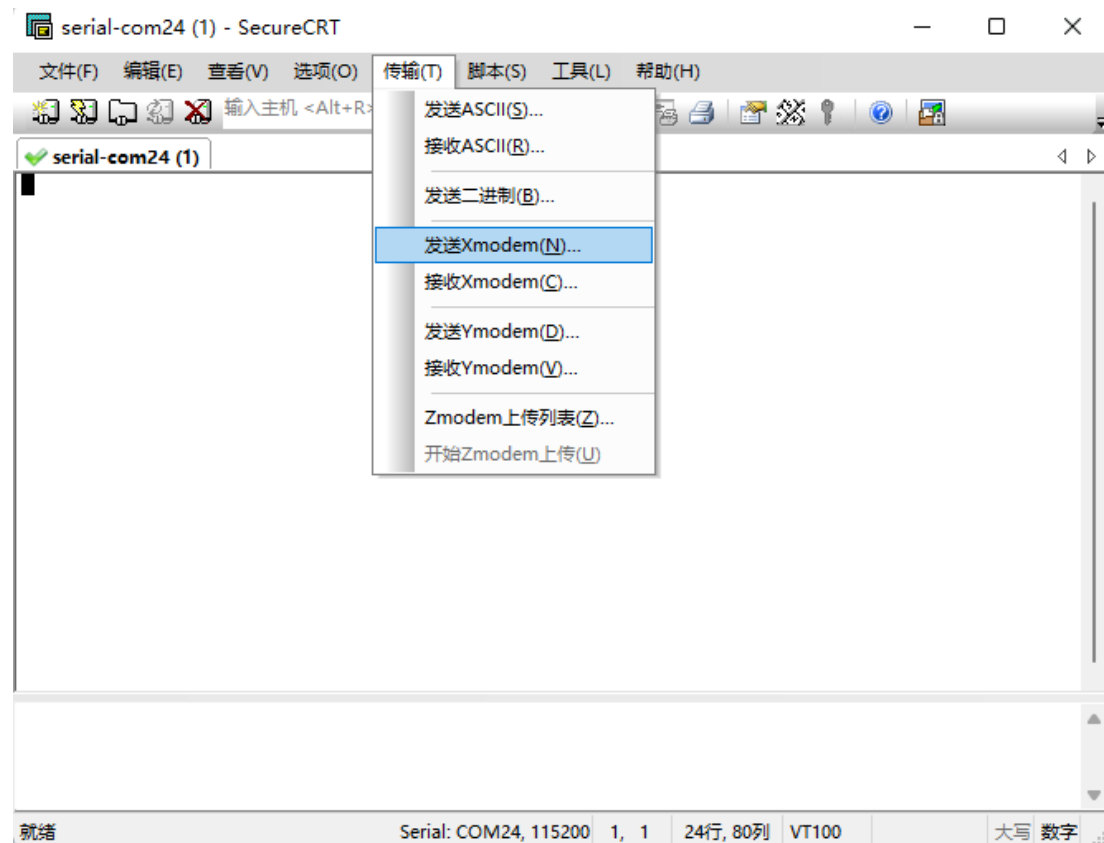 serial-com24 (1) - SecureCRT
文件(F) 编辑(E) 查看(V) 选项(O) 传输(T) 脚本(S) 工具(L) 帮助(H)
输入主机 <Alt+R>
serial-com24 (1)
发送ASCII(S)...
接收ASCII(R)...
发送二进制(B)...
发送Xmodem(N)...
接收Xmodem(C)...
发送Ymodem(D)...
接收Ymodem(V)...
Zmodem上传列表(Z)...
开始Zmodem上传(U)
就绪 Serial: COM24, 115200 1, 1 24行, 80列 VT100 大写 数字